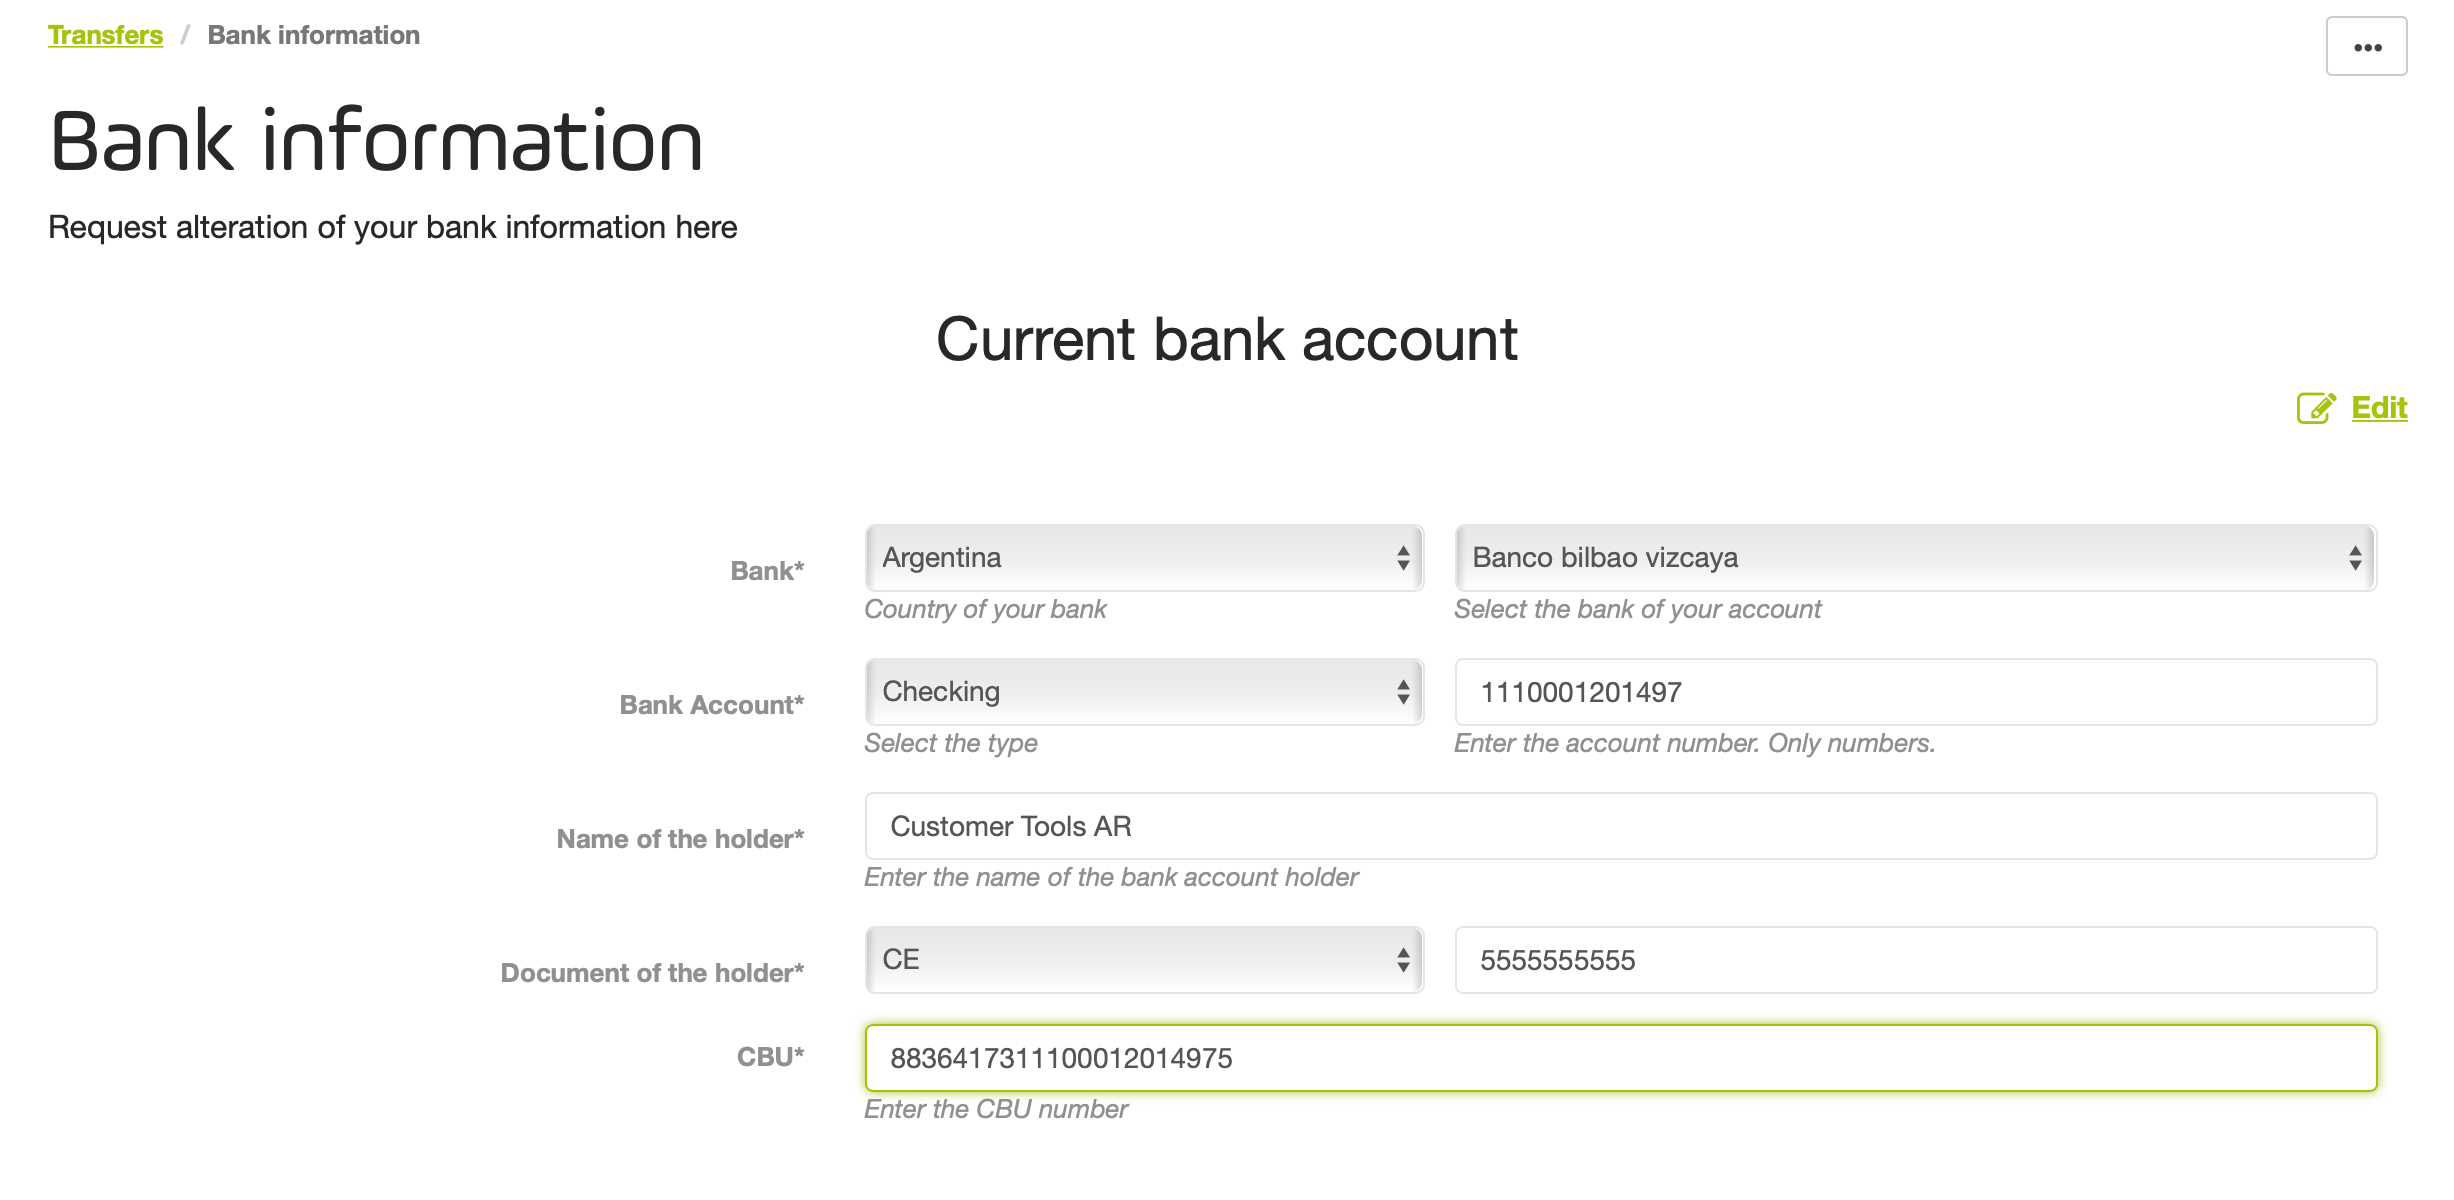 Transfers / Bank information
•••
Bank information
Request alteration of your bank information here
Current bank account
Edit
Bank* Argentina Banco bilbao vizcaya
Country of your bank Select the bank of your account
Bank Account* Checking 1110001201497
Select the type Enter the account number. Only numbers.
Name of the holder* Customer Tools AR
Enter the name of the bank account holder
Document of the holder* CE 5555555555
CBU* 8836417311100012014975
Enter the CBU number